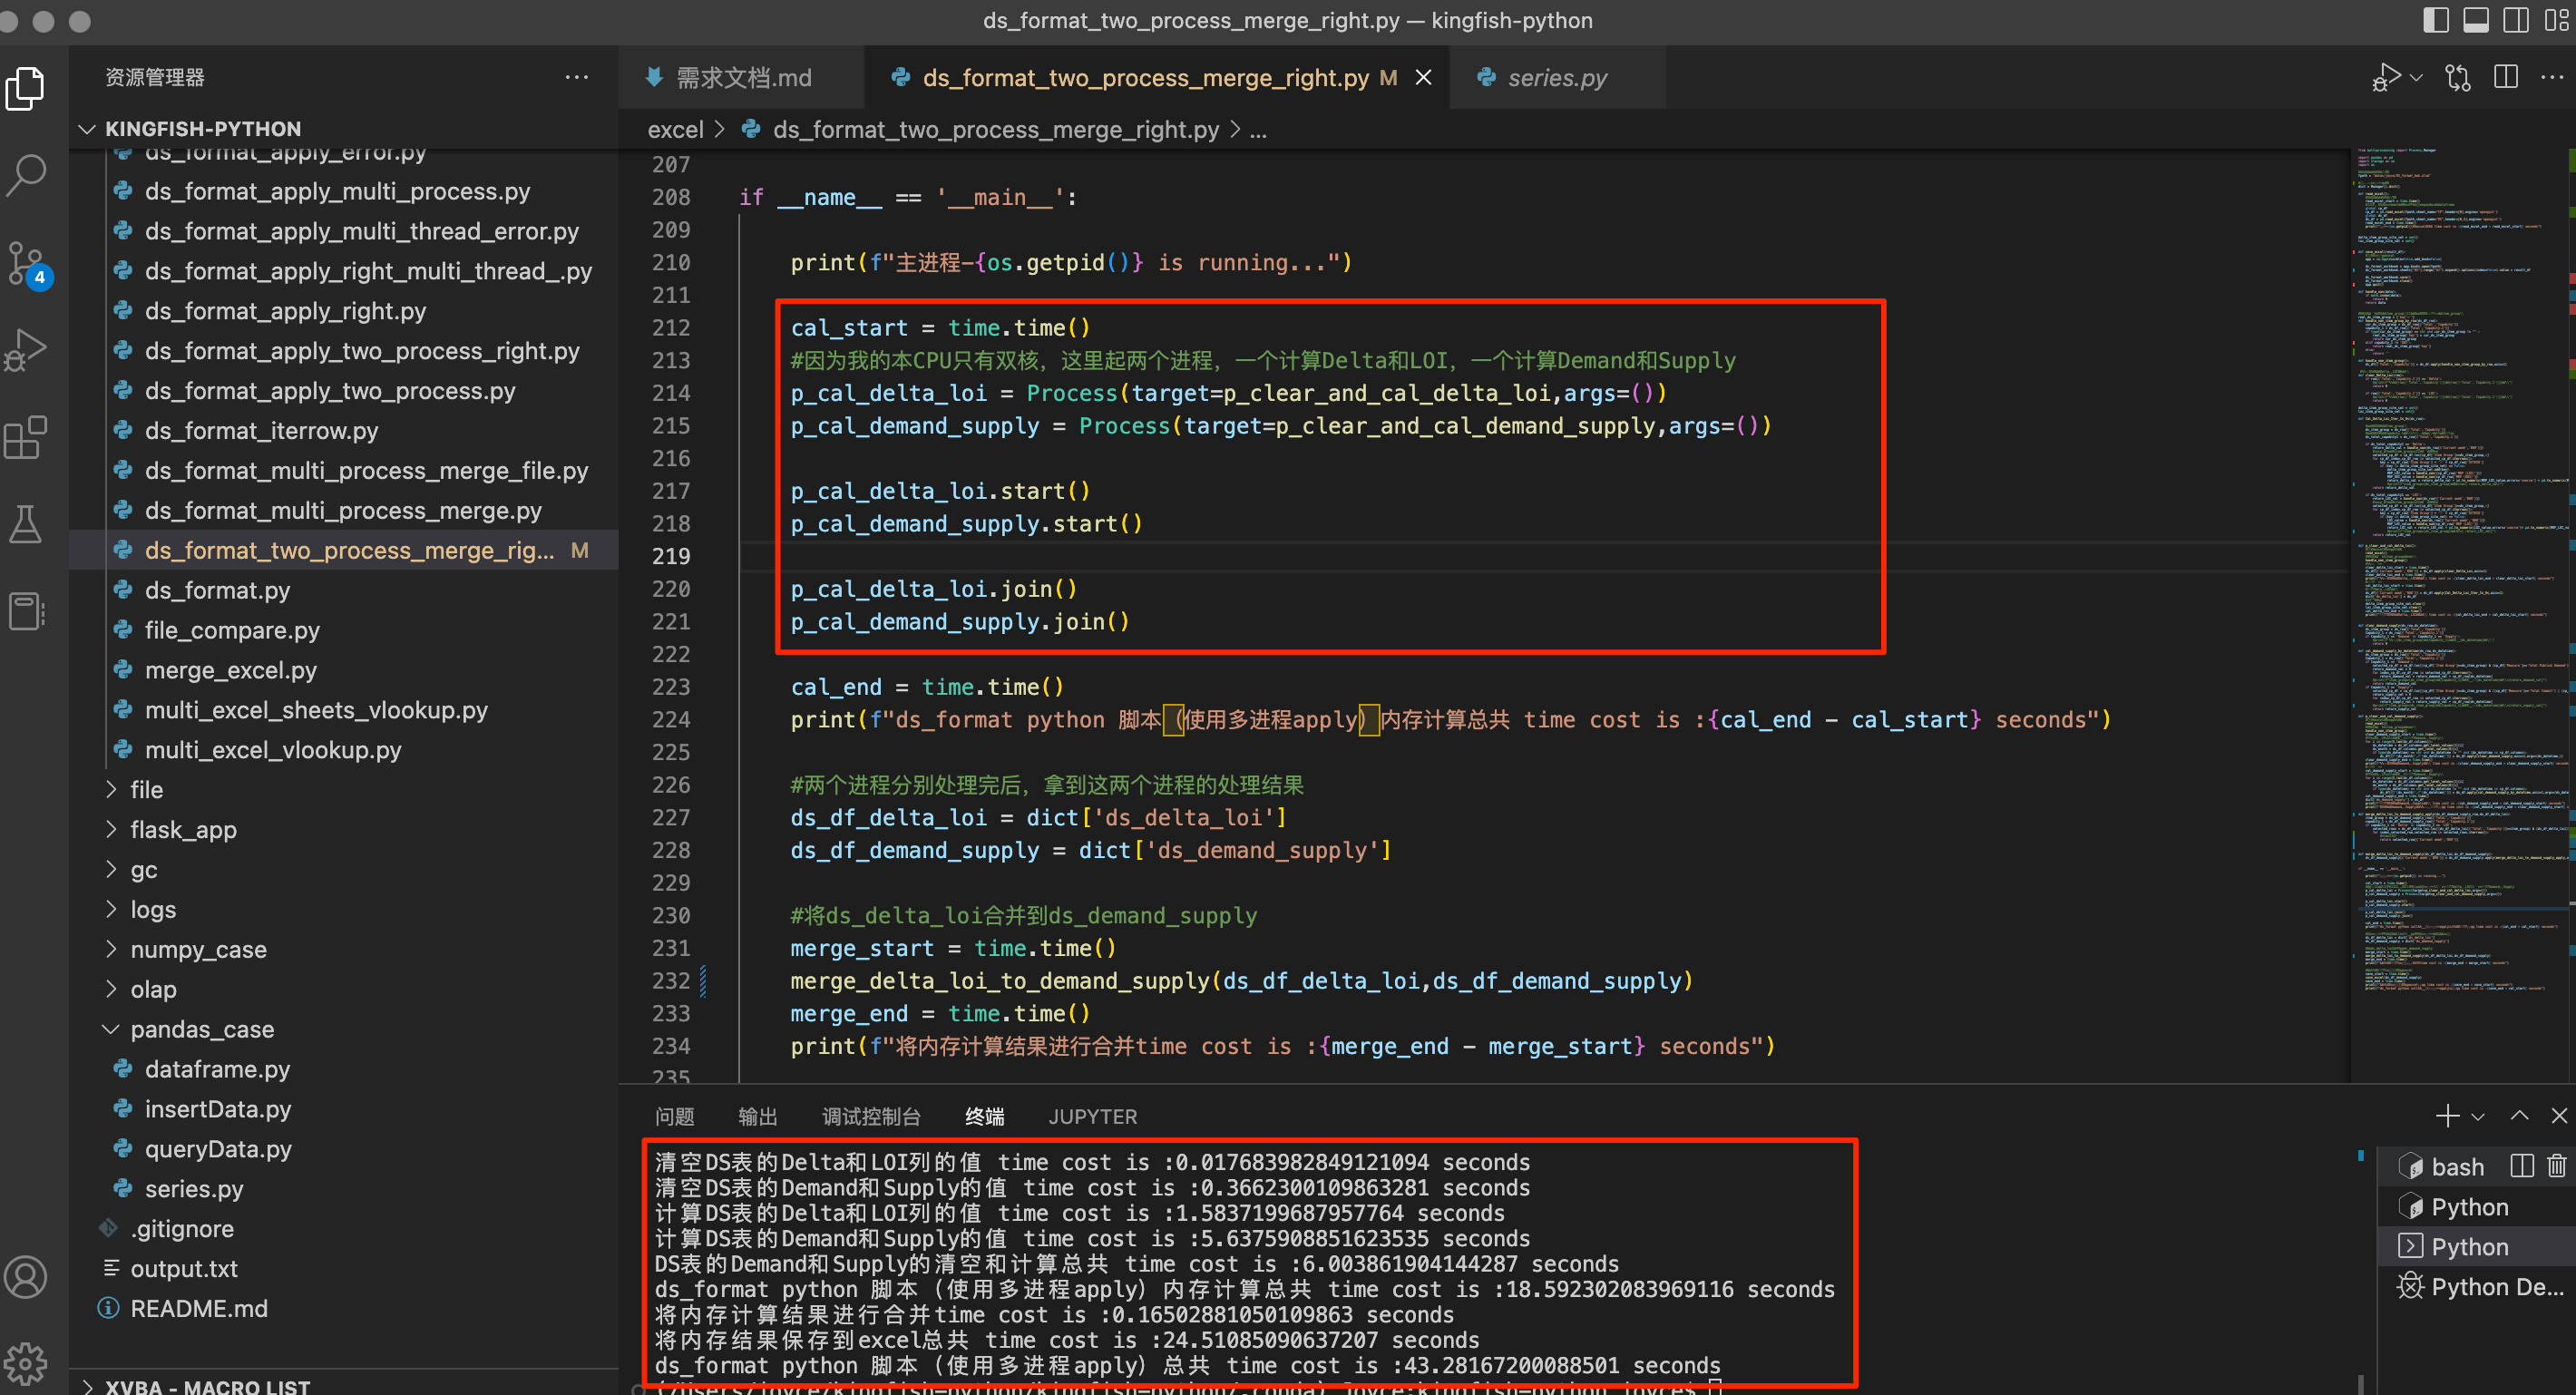 ds_format_two_process_merge_right.py — kingfish-python
资源管理器
KINGFISH-PYTHON
ds_format_apply_error.py
ds_format_apply_multi_process.py
ds_format_apply_multi_thread_error.py
ds_format_apply_right_multi_thread_.py
ds_format_apply_right.py
ds_format_apply_two_process_right.py
ds_format_apply_two_process.py
ds_format_iterrow.py
ds_format_multi_process_merge_file.py
ds_format_multi_process_merge.py
ds_format_two_process_merge_rig... M
ds_format.py
file_compare.py
merge_excel.py
multi_excel_sheets_vlookup.py
multi_excel_vlookup.py
file
flask_app
gc
logs
numpy_case
olap
pandas_case
dataframe.py
insertData.py
queryData.py
series.py
.gitignore
output.txt
README.md
XVBA - MACRO LIST
4
需求文档.md
ds_format_two_process_merge_right.py M
series.py
excel > ds_format_two_process_merge_right.py > ...
207
208 if __name__ == '__main__':
209
210 print(f"主进程-{os.getpid()} is running...")
211
212 cal_start = time.time()
213 #因为我的本CPU只有双核，这里起两个进程，一个计算Delta和LOI，一个计算Demand和Supply
214 p_cal_delta_loi = Process(target=p_clear_and_cal_delta_loi,args=())
215 p_cal_demand_supply = Process(target=p_clear_and_cal_demand_supply,args=())
216
217 p_cal_delta_loi.start()
218 p_cal_demand_supply.start()
219
220 p_cal_delta_loi.join()
221 p_cal_demand_supply.join()
222
223 cal_end = time.time()
224 print(f"ds_format python 脚本（使用多进程apply）内存计算总共 time cost is :{cal_end - cal_start} seconds")
225
226 #两个进程分别处理完后，拿到这两个进程的处理结果
227 ds_df_delta_loi = dict['ds_delta_loi']
228 ds_df_demand_supply = dict['ds_demand_supply']
229
230 #将ds_delta_loi合并到ds_demand_supply
231 merge_start = time.time()
232 merge_delta_loi_to_demand_supply(ds_df_delta_loi,ds_df_demand_supply)
233 merge_end = time.time()
234 print(f"将内存计算结果进行合并time cost is :{merge_end - merge_start} seconds")
235
问题 输出 调试控制台 终端 JUPYTER
清空DS表的Delta和LOI列的值 time cost is :0.017683982849121094 seconds
清空DS表的Demand和Supply的值 time cost is :0.3662300109863281 seconds
计算DS表的Delta和LOI列的值 time cost is :1.5837199687957764 seconds
计算DS表的Demand和Supply的值 time cost is :5.6375908851623535 seconds
DS表的Demand和Supply的清空和计算总共 time cost is :6.003861904144287 seconds
ds_format python 脚本（使用多进程apply）内存计算总共 time cost is :18.592302083969116 seconds
将内存计算结果进行合并time cost is :0.16502881050109863 seconds
将内存结果保存到excel总共 time cost is :24.51085090637207 seconds
ds_format python 脚本（使用多进程apply）总共 time cost is :43.28167200088501 seconds
(/Users/joyce/kingfish-python/kingfish-python/.conda) Joyce:kingfish-python joyce$
bash
Python
Python
Python De...